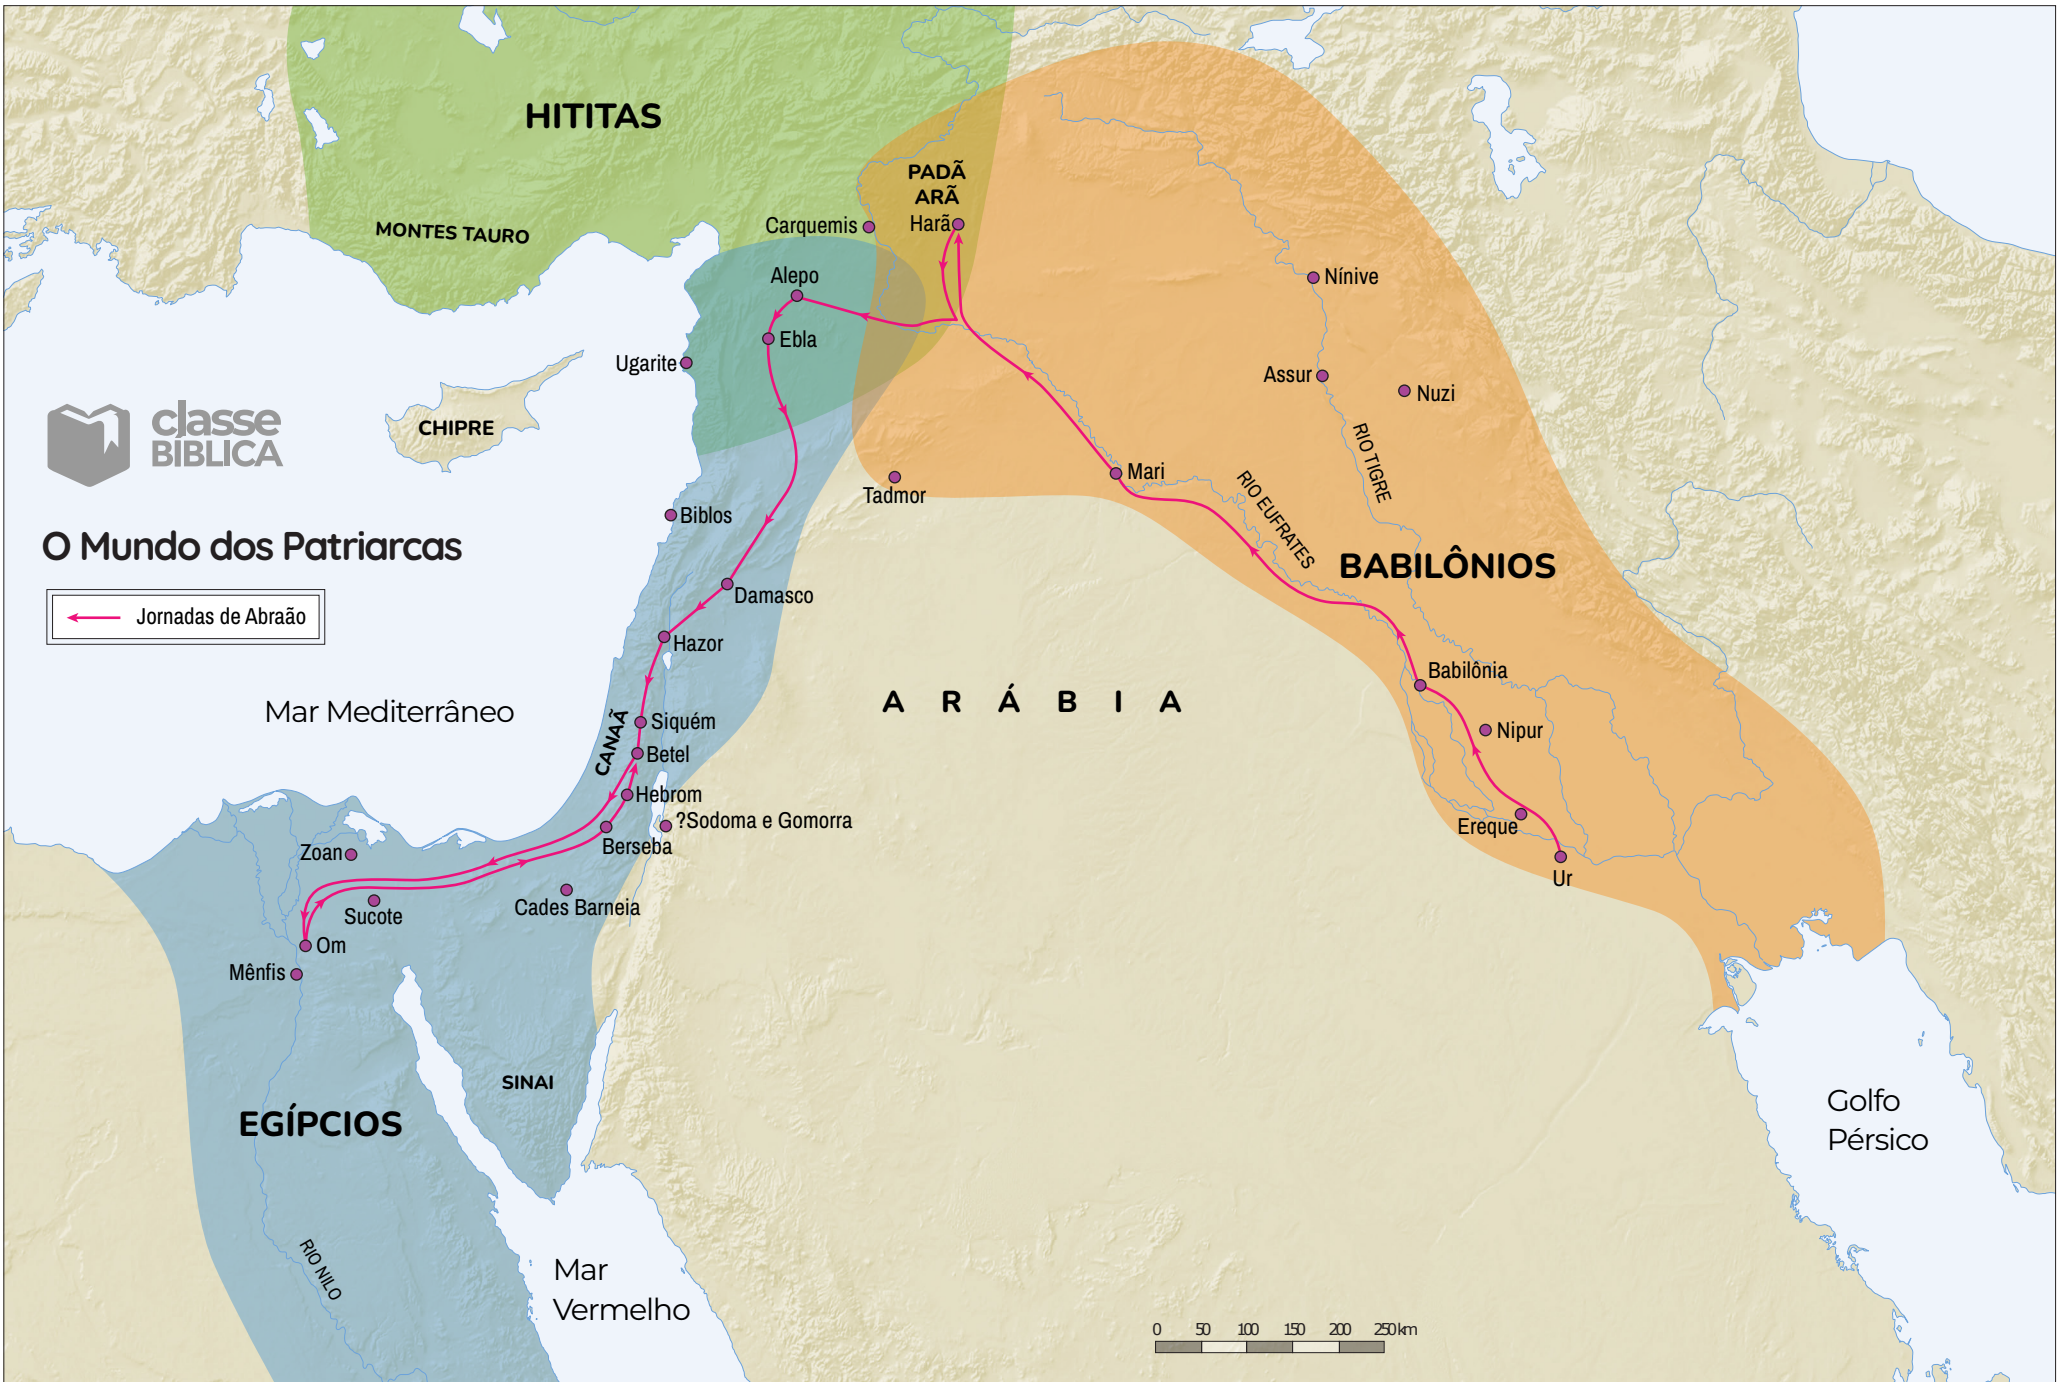 HITITAS
PADÃ
ARÃ
Harã
Carquemis
MONTES TAURO
Alepo
Ebla
Ugarite
Nínive
Assur
Nuzi
RIO TIGRE
classe
BÍBLICA
CHIPRE
Tadmor
Mari
RIO EUFRATES
Biblos
O Mundo dos Patriarcas
BABILÔNIOS
Jornadas de Abraão
Damasco
Hazor
Babilônia
ARÁBIA
Mar Mediterrâneo
CANAÃ
Siquém
Betel
Nipur
Hebrom
?Sodoma e Gomorra
Berseba
Ereque
Ur
Zoan
Sucote
Cades Barneia
Om
Mênfis
SINAI
EGÍPCIOS
Golfo
Pérsico
RIO NILO
Mar
Vermelho
0 50 100 150 200 250 km